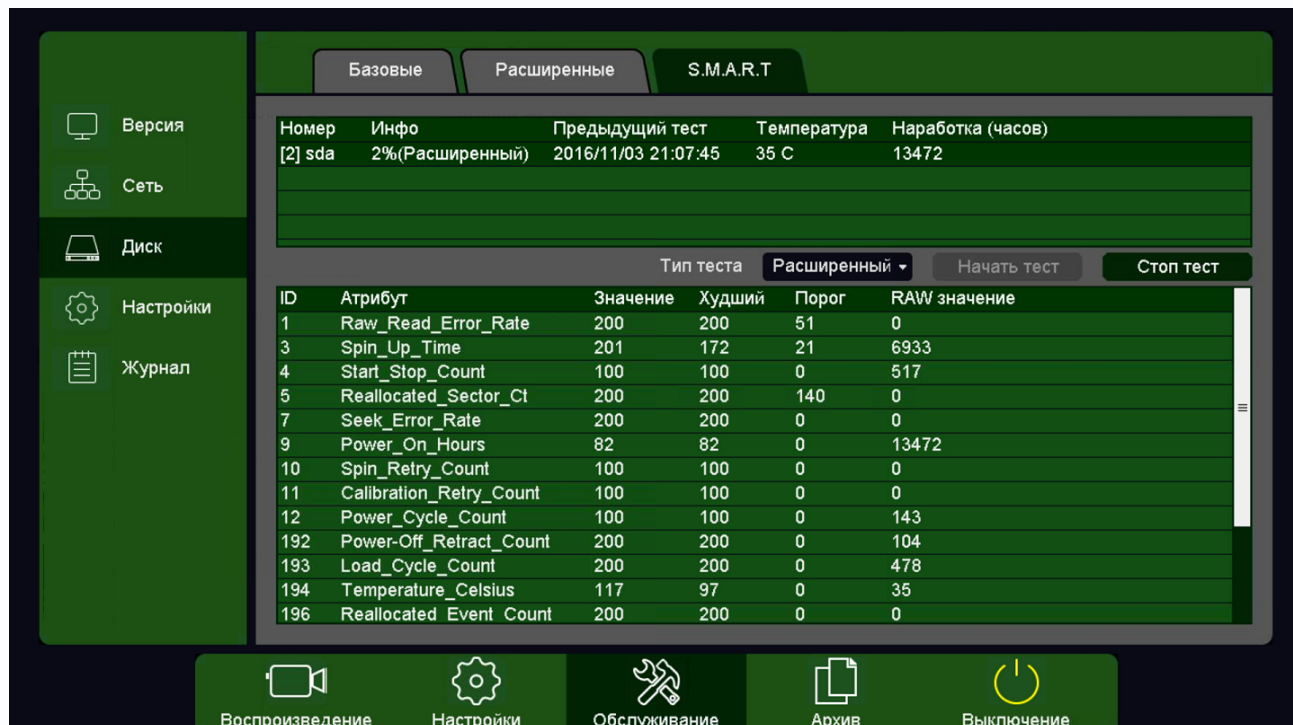 Базовые Расширенные S.M.A.R.T
Версия
Сеть
Диск
Настройки
Журнал
Номер Инфо Предыдущий тест Температура Наработка (часов)
[2] sda 2%(Расширенный) 2016/11/03 21:07:45 35 C 13472
Тип теста Расширенный Начать тест Стоп тест
ID Атрибут Значение Худший Порог RAW значение
1 Raw_Read_Error_Rate 200 200 51 0
3 Spin_Up_Time 201 172 21 6933
4 Start_Stop_Count 100 100 0 517
5 Reallocated_Sector_Ct 200 200 140 0
7 Seek_Error_Rate 200 200 0 0
9 Power_On_Hours 82 82 0 13472
10 Spin_Retry_Count 100 100 0 0
11 Calibration_Retry_Count 100 100 0 0
12 Power_Cycle_Count 100 100 0 143
192 Power-Off_Retract_Count 200 200 0 104
193 Load_Cycle_Count 200 200 0 478
194 Temperature_Celsius 117 97 0 35
196 Reallocated_Event_Count 200 200 0 0
Воспроизведение Настройки Обслуживание Архив Выключение